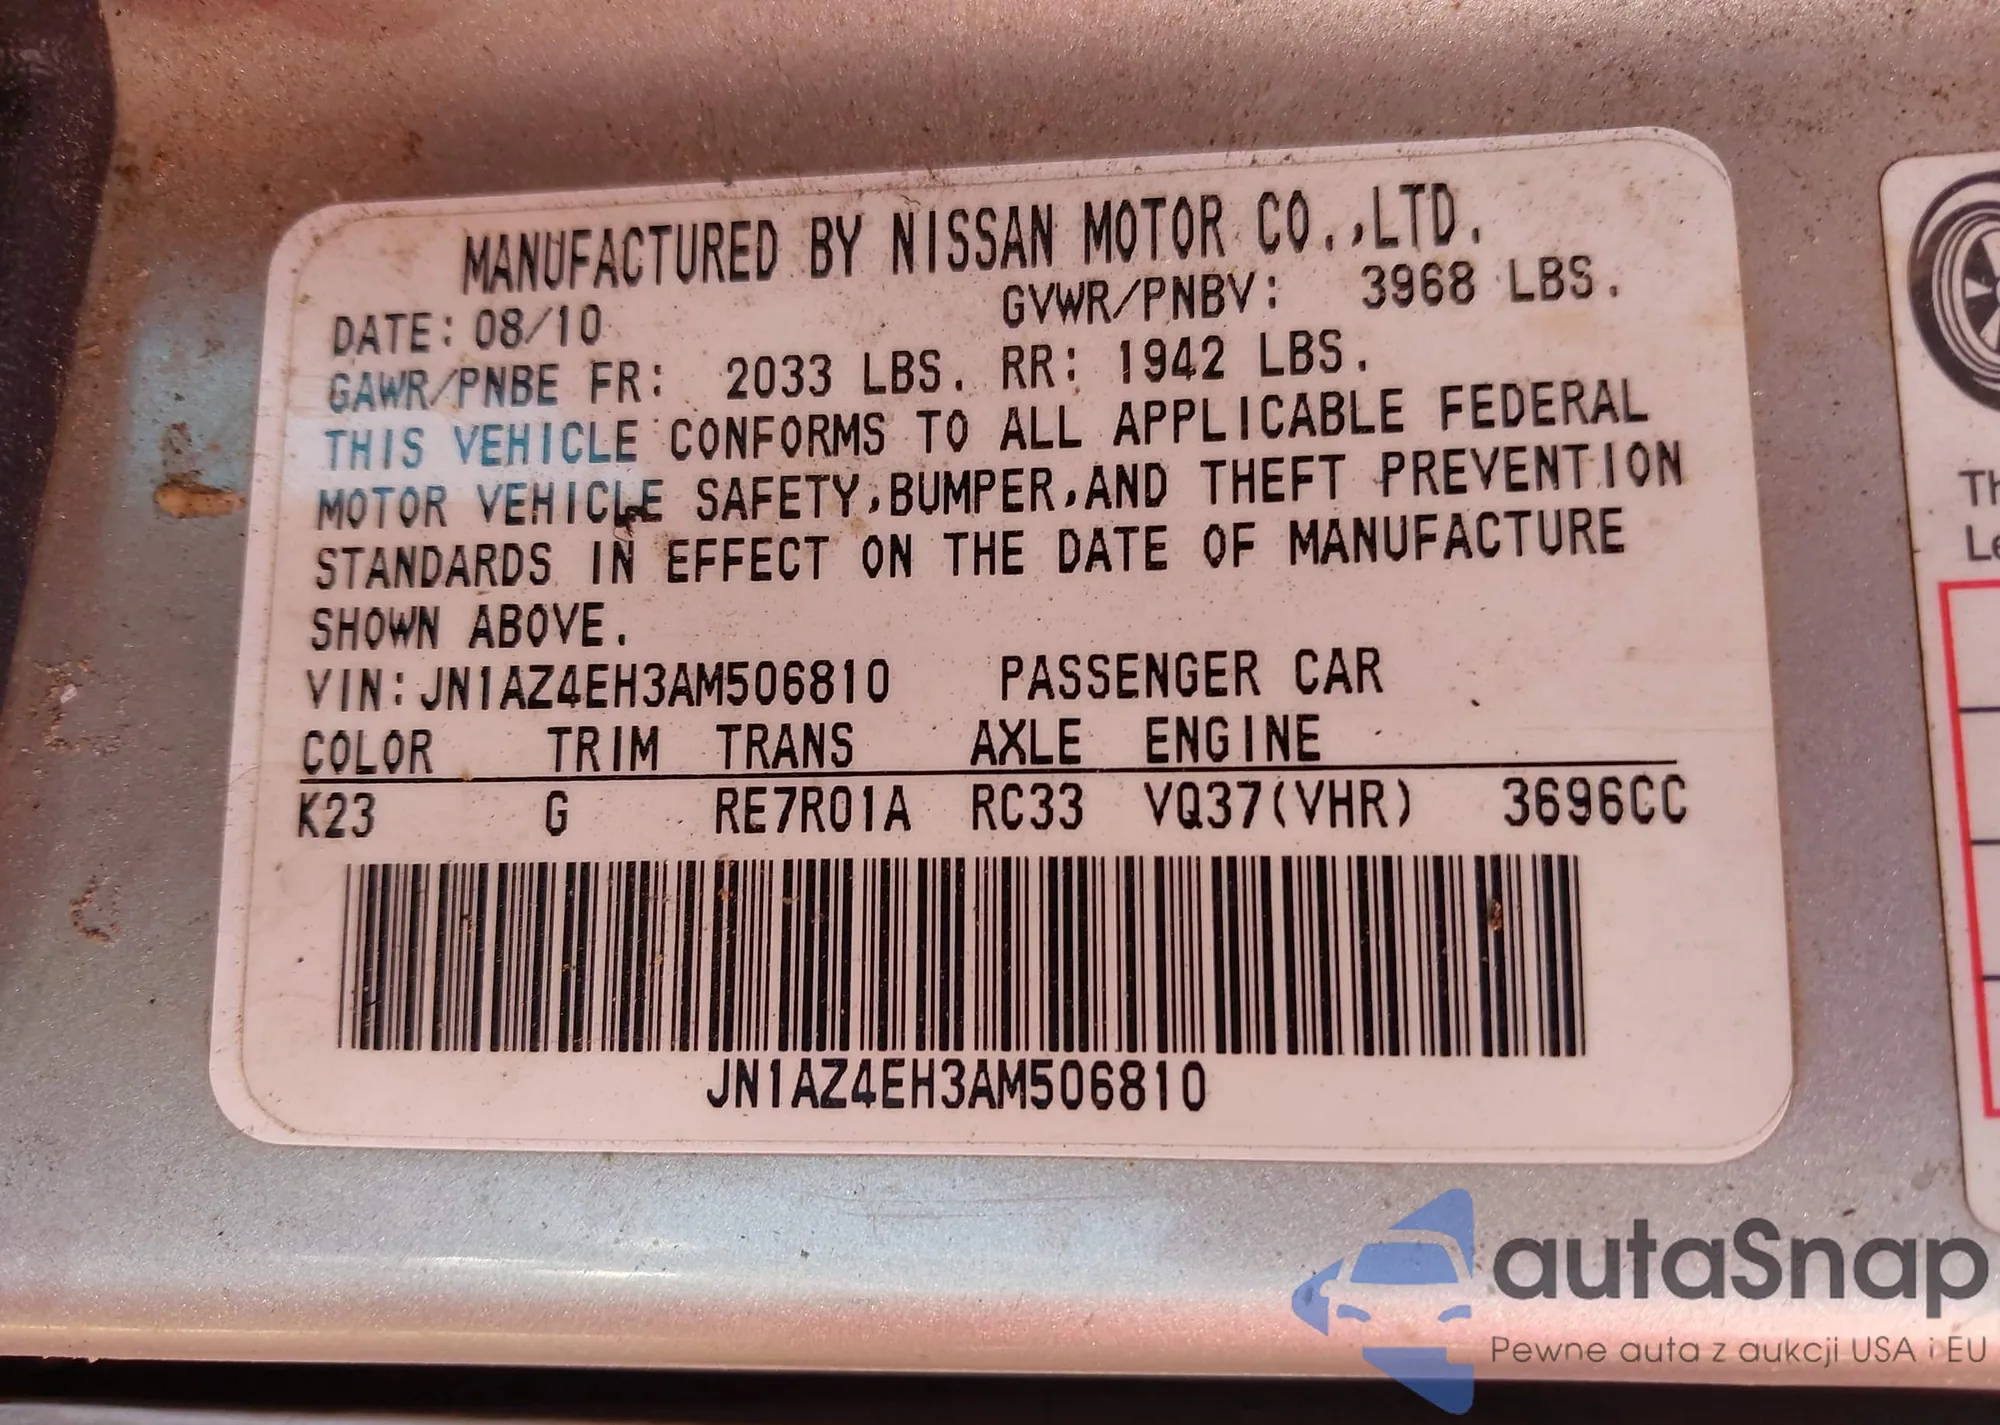 MANUFACTURED BY NISSAN MOTOR CO.,LTD.
DATE: 08/10 GVWR/PNBV: 3968 LBS.
GAWR/PNBE FR: 2033 LBS. RR: 1942 LBS.
THIS VEHICLE CONFORMS TO ALL APPLICABLE FEDERAL
MOTOR VEHICLE SAFETY,BUMPER,AND THEFT PREVENTION
STANDARDS IN EFFECT ON THE DATE OF MANUFACTURE
SHOWN ABOVE.
VIN: JN1AZ4EH3AM506810 PASSENGER CAR
COLOR TRIM TRANS AXLE ENGINE
K23 G RE7R01A RC33 VQ37(VHR) 3696CC
JN1AZ4EH3AM506810
autaSnap
Pewne auta z aukcji USA i EU